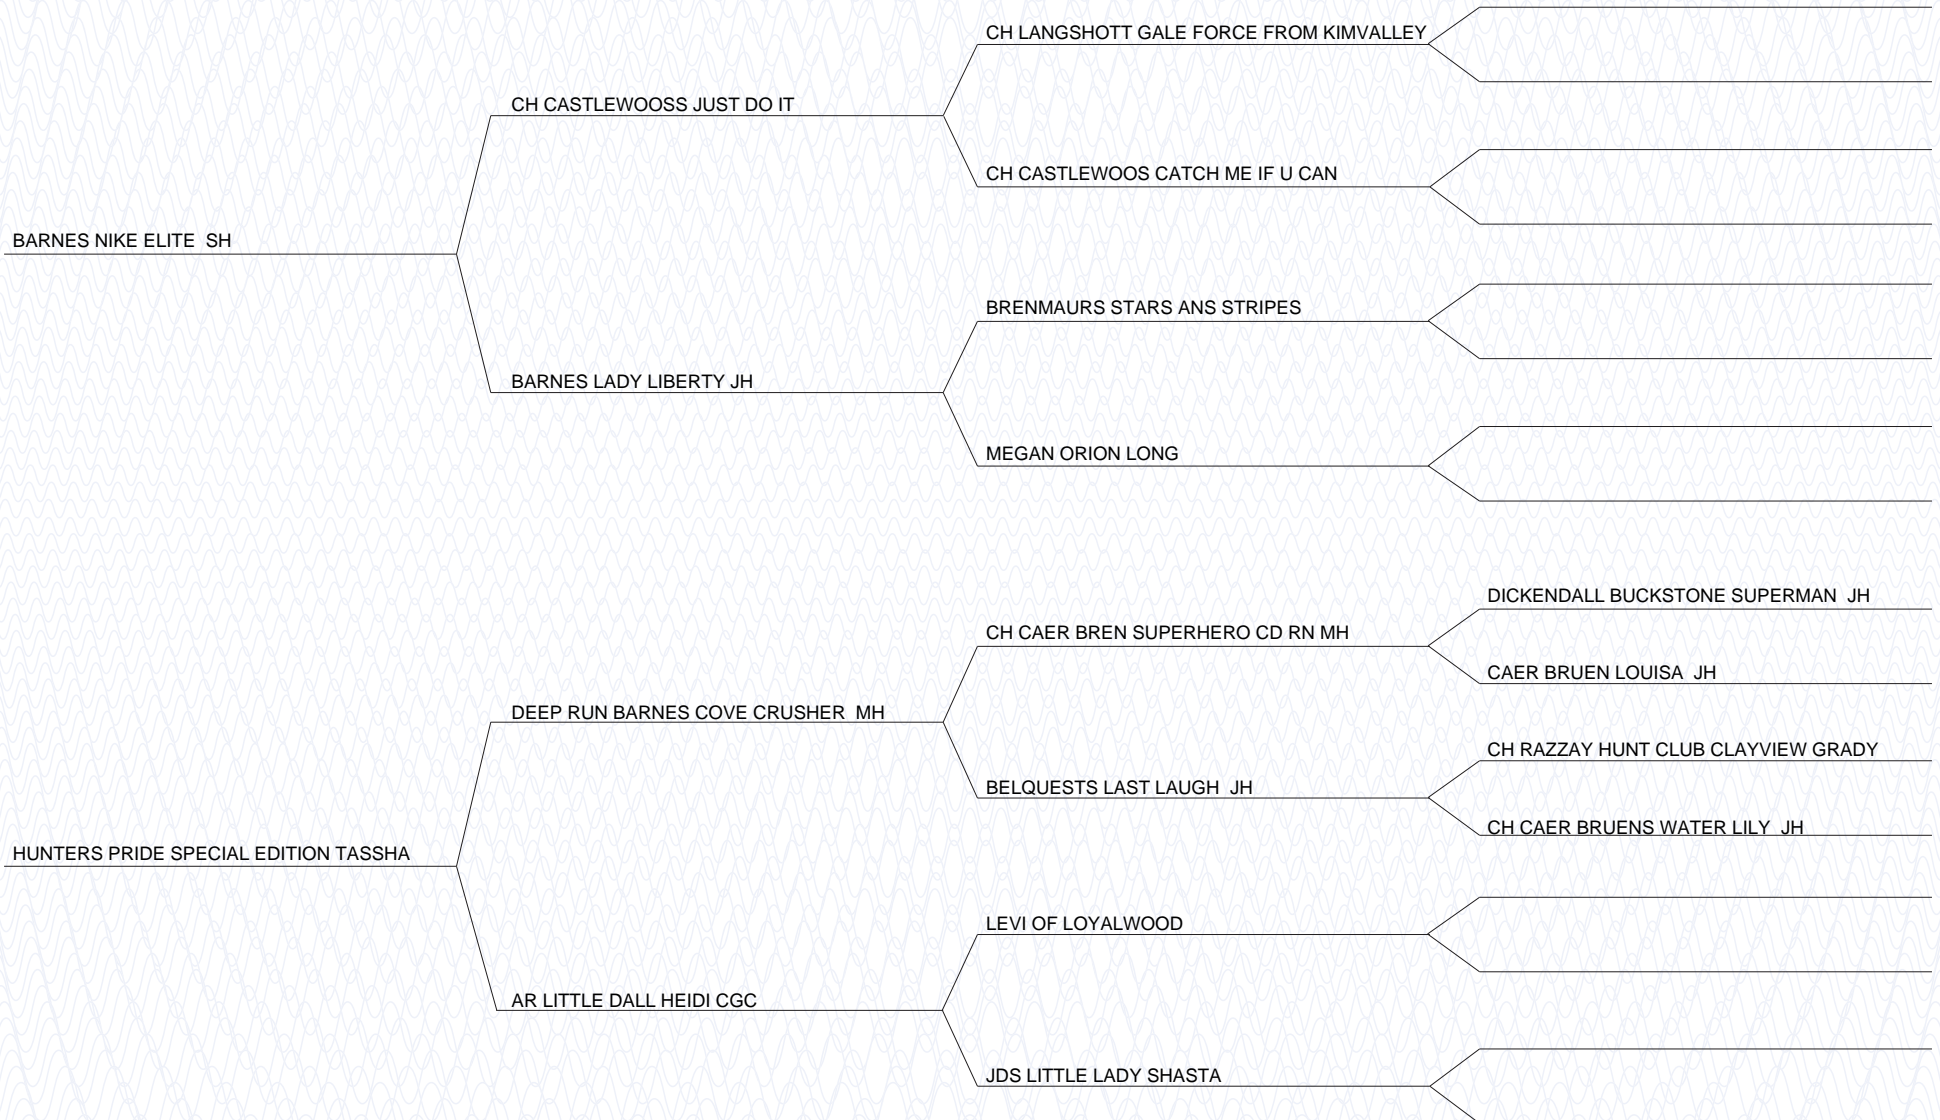 CH LANGSHOTT GALE FORCE FROM KIMVALLEY
CH CASTLEWOOSS JUST DO IT
CH CASTLEWOOS CATCH ME IF U CAN
BARNES NIKE ELITE  SH
BRENMAURS STARS ANS STRIPES
BARNES LADY LIBERTY JH
MEGAN ORION LONG
DICKENDALL BUCKSTONE SUPERMAN  JH
CH CAER BREN SUPERHERO CD RN MH
CAER BRUEN LOUISA  JH
DEEP RUN BARNES COVE CRUSHER  MH
CH RAZZAY HUNT CLUB CLAYVIEW GRADY
BELQUESTS LAST LAUGH  JH
CH CAER BRUENS WATER LILY  JH
HUNTERS PRIDE SPECIAL EDITION TASSHA
LEVI OF LOYALWOOD
AR LITTLE DALL HEIDI CGC
JDS LITTLE LADY SHASTA